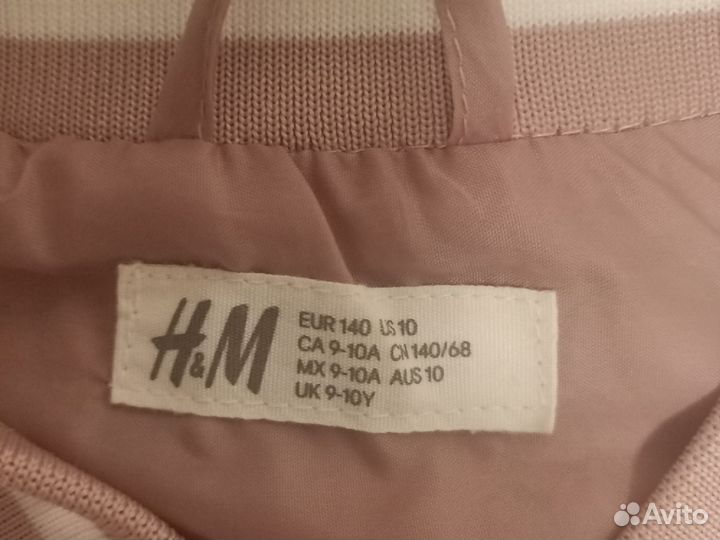 H&M
EUR 140 US 10
CA 9-10A CN 140/68
MX 9-10A AUS 10
UK 9-10Y
Avito